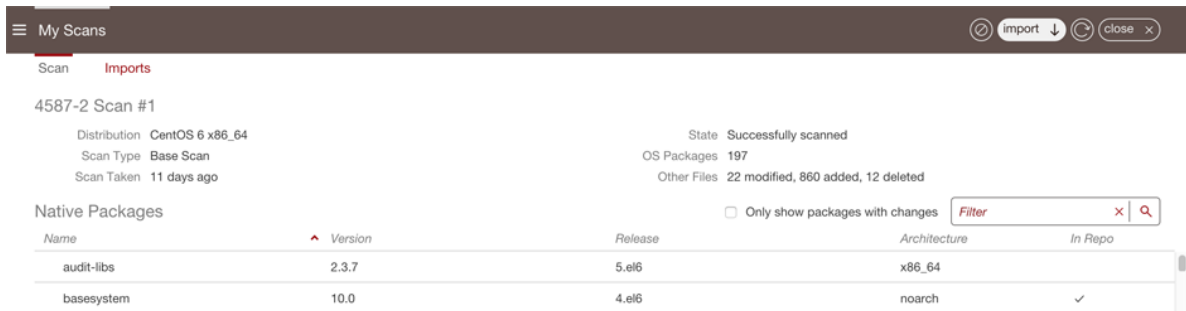 My Scans import close
Scan Imports
4587-2 Scan #1
Distribution CentOS 6 x86_64 State Successfully scanned
Scan Type Base Scan OS Packages 197
Scan Taken 11 days ago Other Files 22 modified, 860 added, 12 deleted
Native Packages Only show packages with changes Filter
Name Version Release Architecture In Repo
audit-libs 2.3.7 5.el6 x86_64
basesystem 10.0 4.el6 noarch